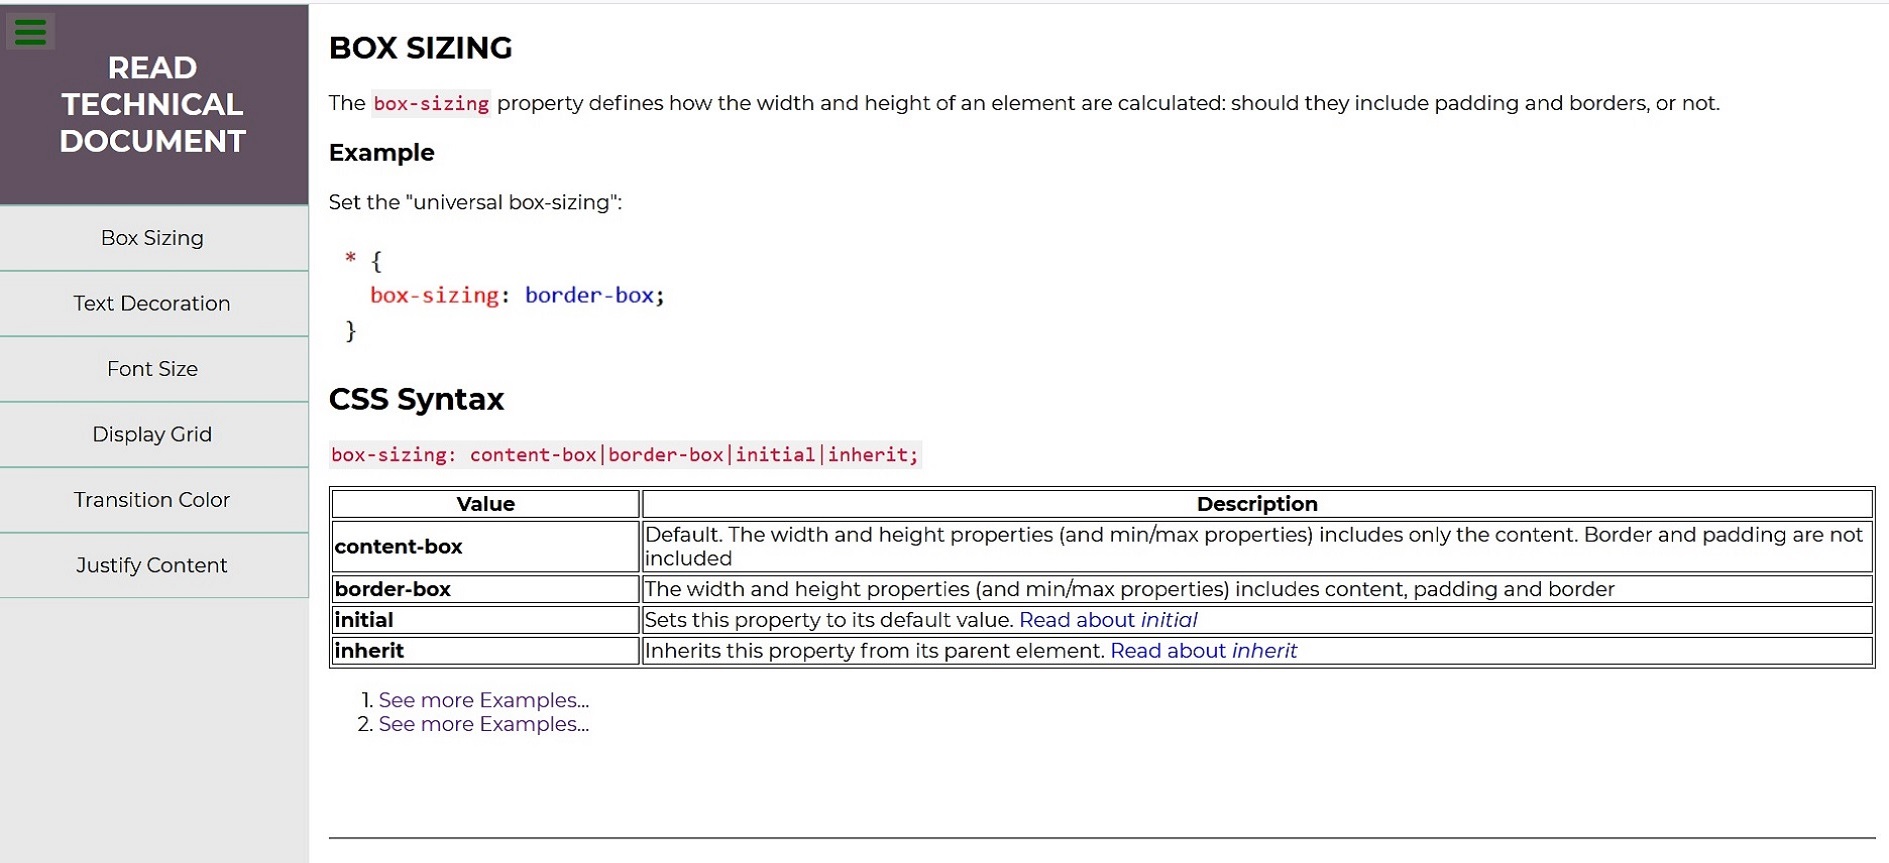 READ
TECHNICAL
DOCUMENT
Box Sizing
Text Decoration
Font Size
Display Grid
Transition Color
Justify Content
BOX SIZING
The box-sizing property defines how the width and height of an element are calculated: should they include padding and borders, or not.
Example
Set the "universal box-sizing":
* {
box-sizing: border-box;
}
CSS Syntax
box-sizing: content-box|border-box|initial|inherit;
Value Description
content-box Default. The width and height properties (and min/max properties) includes only the content. Border and padding are not
included
border-box The width and height properties (and min/max properties) includes content, padding and border
initial Sets this property to its default value. Read about initial
inherit Inherits this property from its parent element. Read about inherit
1. See more Examples...
2. See more Examples...